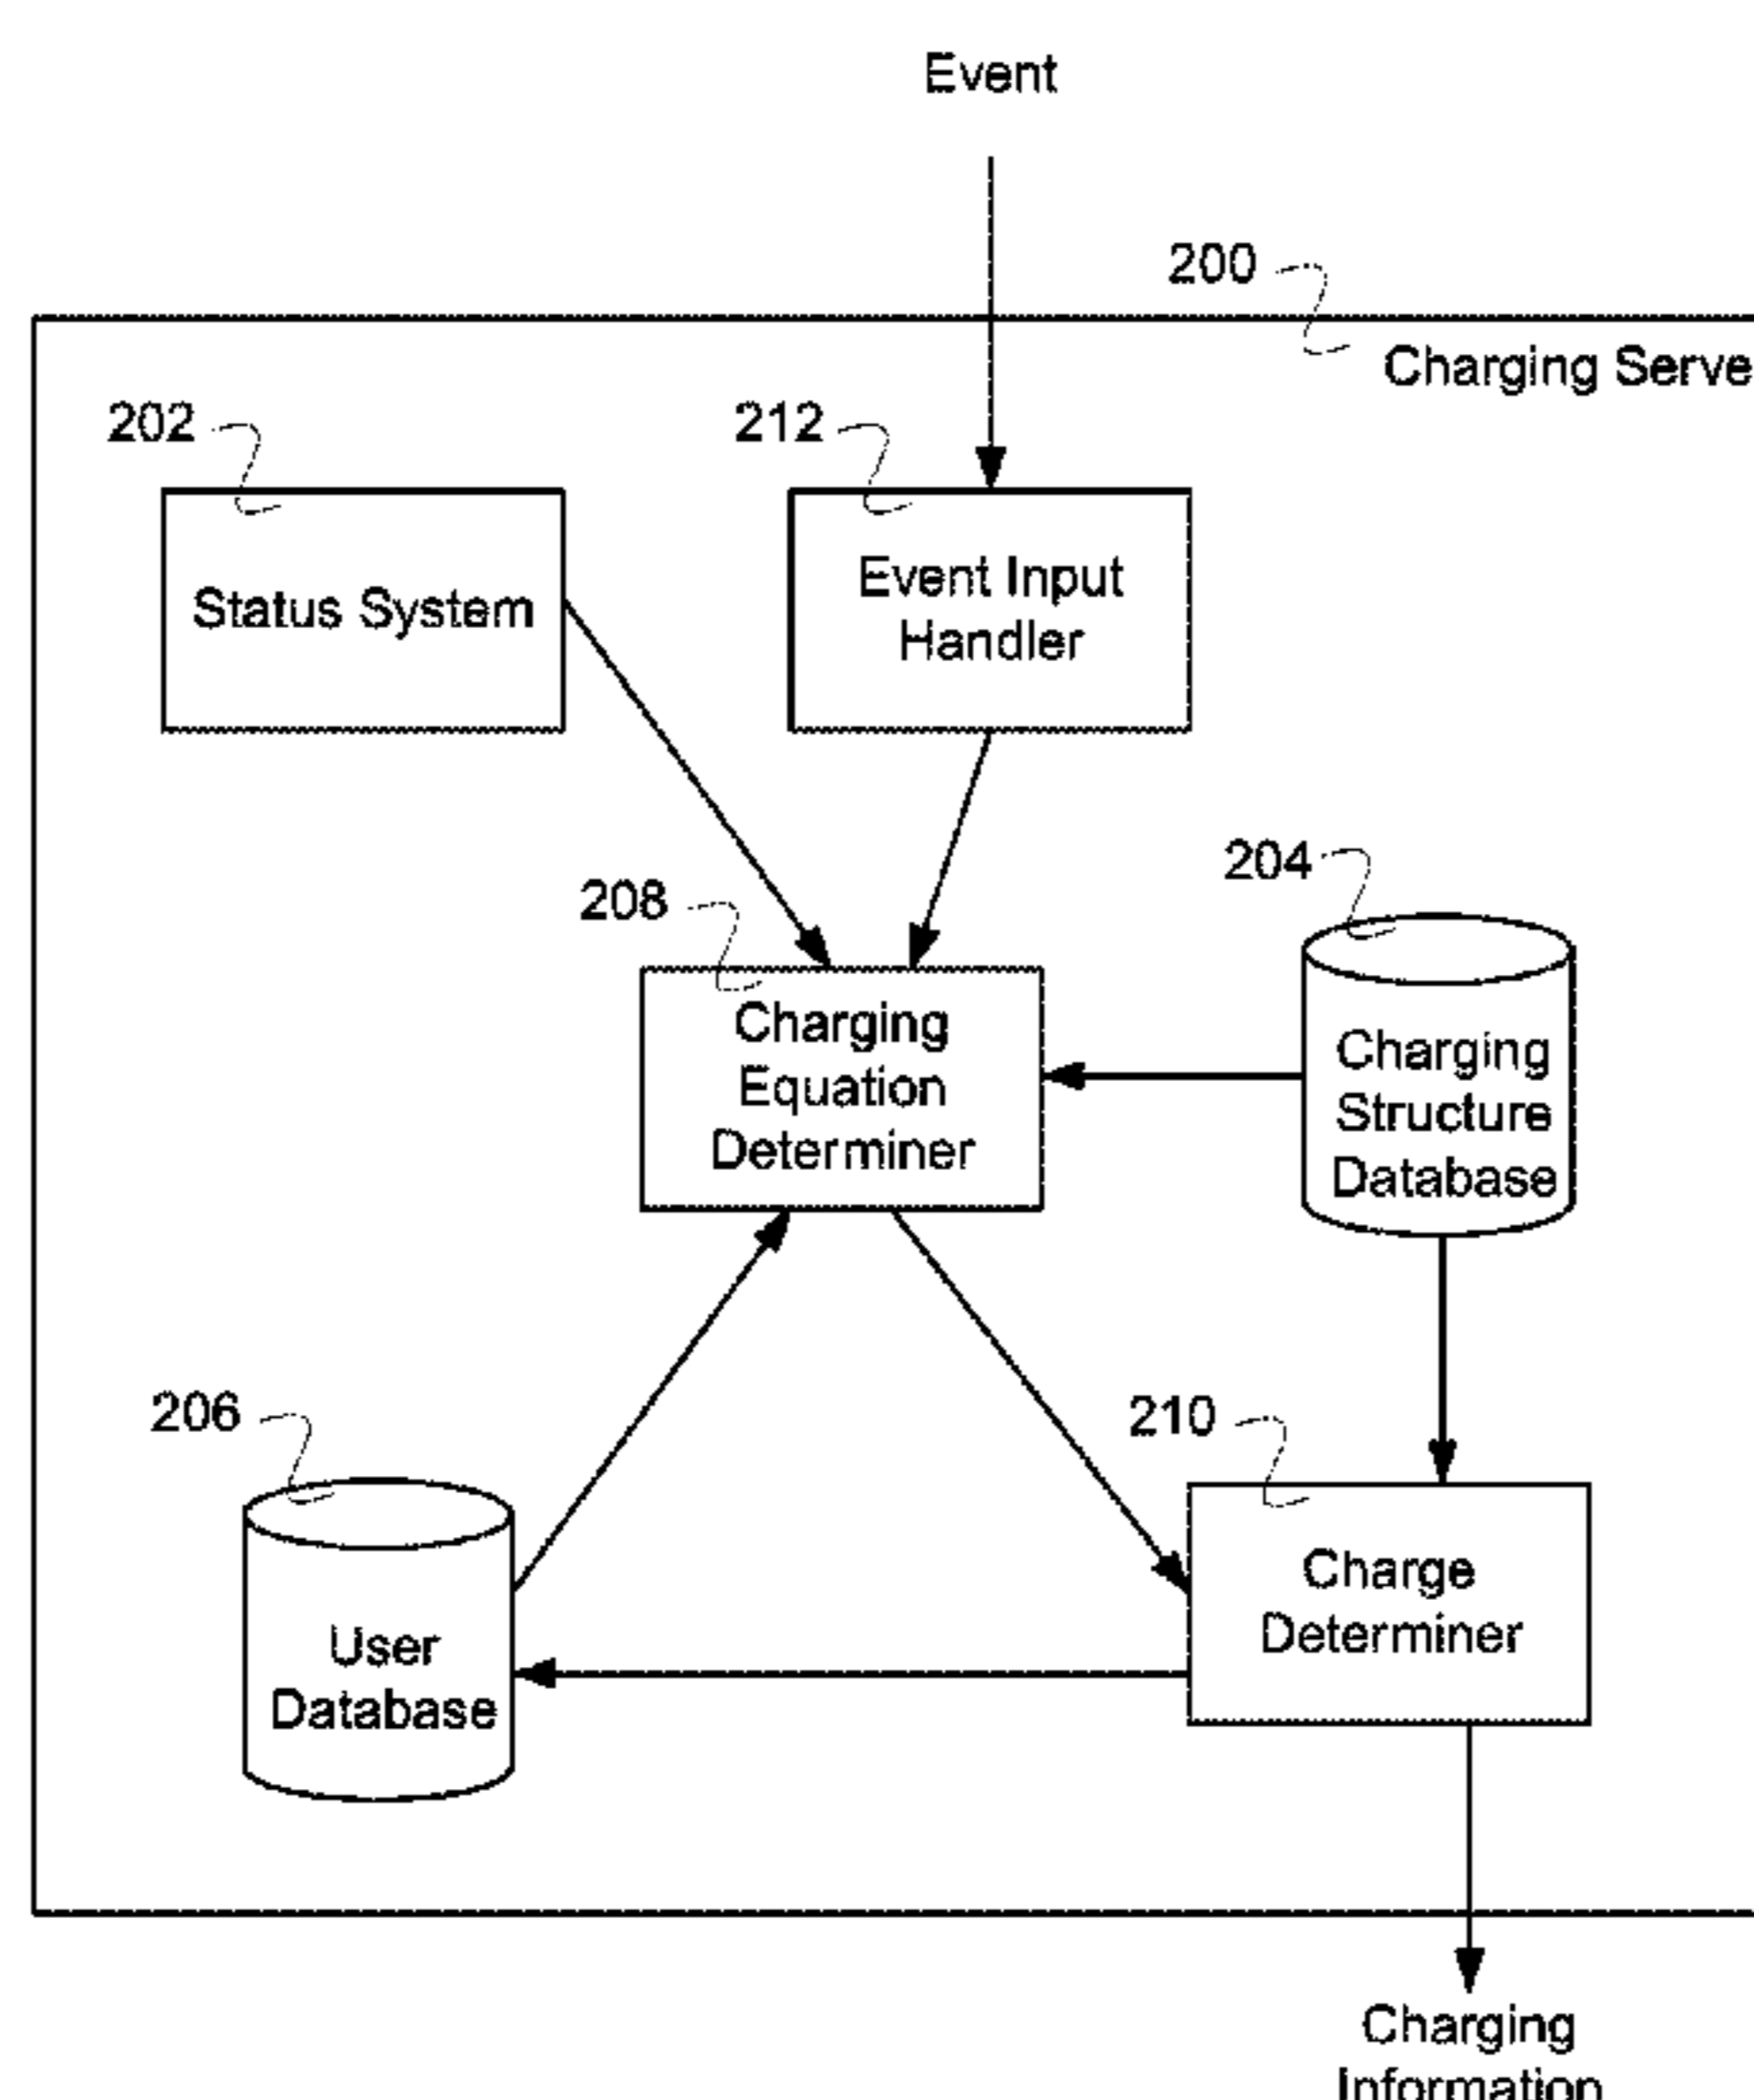 Event
200
Charging Serve
202
212
Status System
Event Input
Handler
204
208
Charging
Equation
Determiner
Charging
Structure
Database
206
210
Charge
Determiner
User
Database
Charging
Information